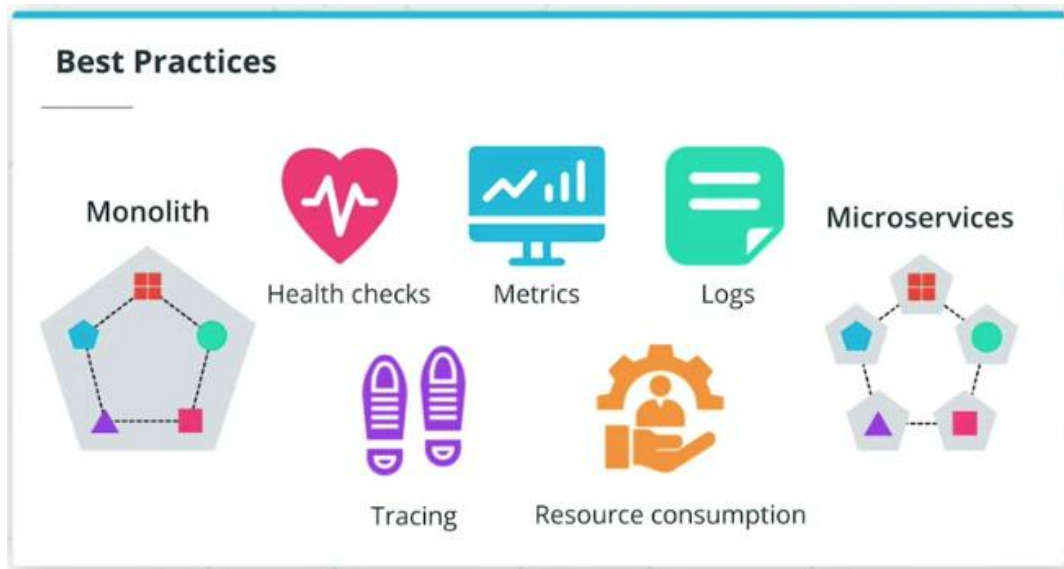 Best Practices
Monolith
Microservices
Health checks
Metrics
Logs
Tracing
Resource consumption